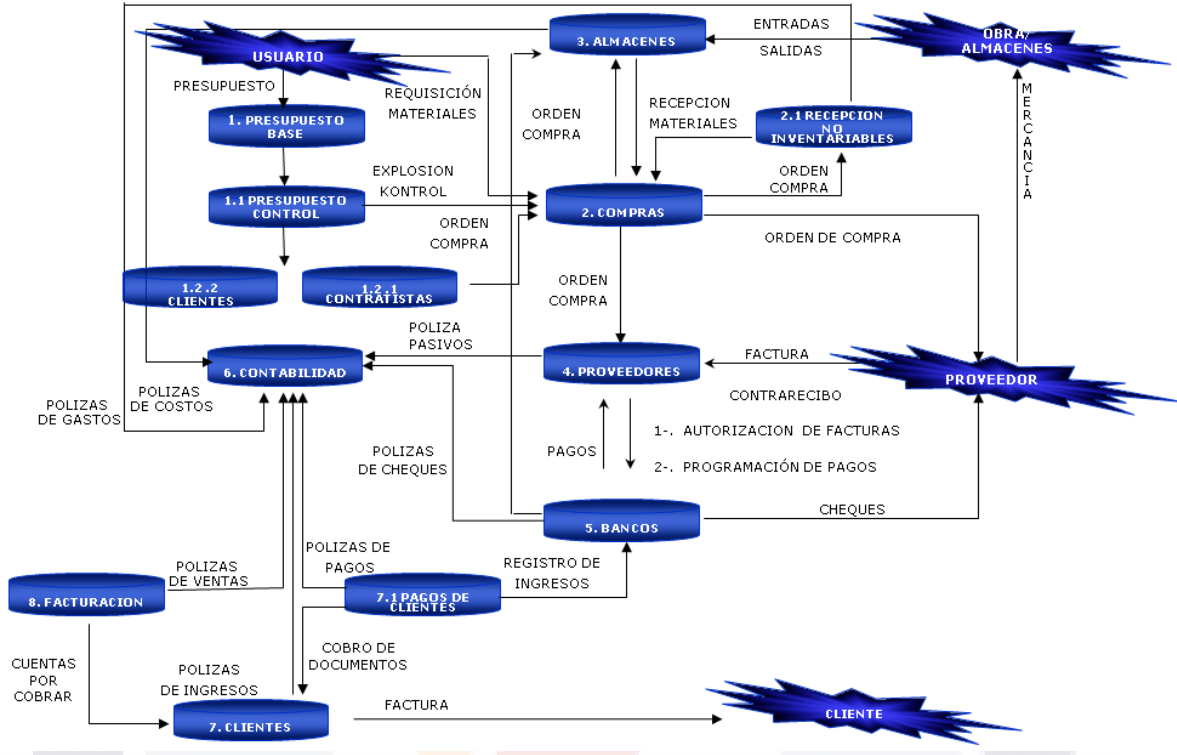 ENTRADAS
3. ALMACENES
OBRA/
ALMACENES
SALIDAS
USUARIO
PRESUPUESTO
REQUISICIÓN
MATERIALES
ORDEN
COMPRA
RECEPCION
MATERIALES
MERCANCIA
1. PRESUPUESTO
BASE
2.1 RECEPCION
NO
INVENTARIABLES
EXPLOSION
KONTROL
ORDEN
COMPRA
1.1 PRESUPUESTO
CONTROL
2. COMPRAS
ORDEN
COMPRA
ORDEN DE COMPRA
1.2.2
CLIENTES
1.2.1
CONTRATISTAS
ORDEN
COMPRA
POLIZA
PASIVOS
FACTURA
6. CONTABILIDAD
4. PROVEEDORES
PROVEEDOR
CONTRARECIBO
POLIZAS
DE COSTOS
POLIZAS
DE GASTOS
1-. AUTORIZACION DE FACTURAS
PAGOS
2-. PROGRAMACIÓN DE PAGOS
POLIZAS
DE CHEQUES
CHEQUES
5. BANCOS
POLIZAS DE
PAGOS
REGISTRO DE
INGRESOS
POLIZAS
DE VENTAS
8. FACTURACION
7.1 PAGOS DE
CLIENTES
COBRO DE
DOCUMENTOS
CUENTAS
POR
COBRAR
POLIZAS
DE INGRESOS
FACTURA
7. CLIENTES
CLIENTE